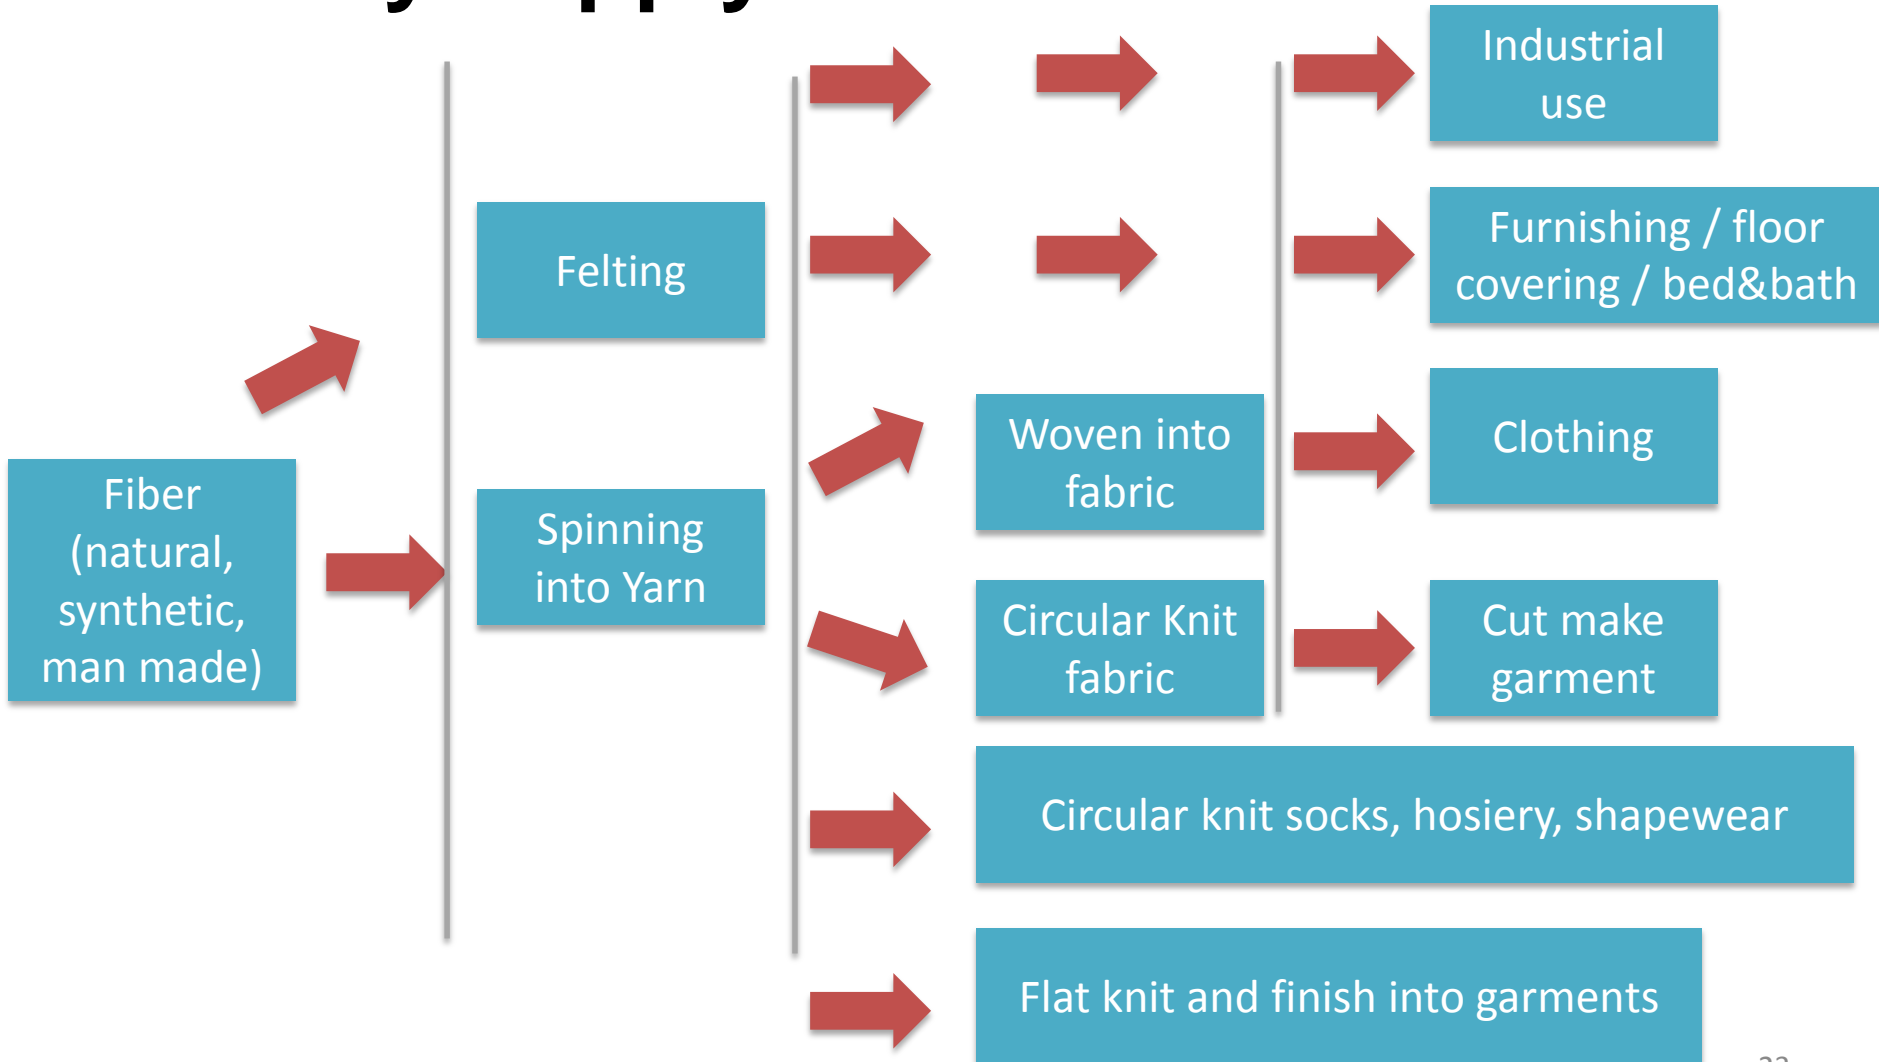 Industrial
use
Furnishing / floor
covering / bed&bath
Felting
Clothing
Woven into
fabric
Fiber
(natural,
synthetic,
man made)
Spinning
into Yarn
Circular Knit
fabric
Cut make
garment
Circular knit socks, hosiery, shapewear
Flat knit and finish into garments